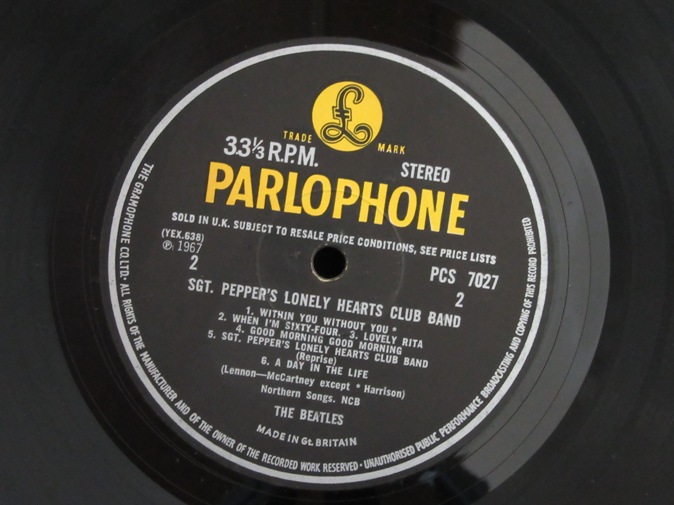 £
TRADE MARK
33⅓ R.P.M.
STEREO
PARLOPHONE
SOLD IN U.K. SUBJECT TO RESALE PRICE CONDITIONS, SEE PRICE LISTS
(YEX.638)
Ⓟ 1967
2
PCS 7027
2
SGT. PEPPER'S LONELY HEARTS CLUB BAND
1. WITHIN YOU WITHOUT YOU *
2. WHEN I'M SIXTY-FOUR. 3. LOVELY RITA
4. GOOD MORNING GOOD MORNING
5. SGT. PEPPER'S LONELY HEARTS CLUB BAND
(Reprise)
6. A DAY IN THE LIFE
(Lennon—McCartney except * Harrison)
Northern Songs. NCB
THE BEATLES
MADE IN Gt. BRITAIN
THE GRAMOPHONE CO. LTD. · ALL RIGHTS OF THE MANUFACTURER AND OF THE OWNER OF THE RECORDED WORK RESERVED · UNAUTHORISED PUBLIC PERFORMANCE BROADCASTING AND COPYING OF THIS RECORD PROHIBITED